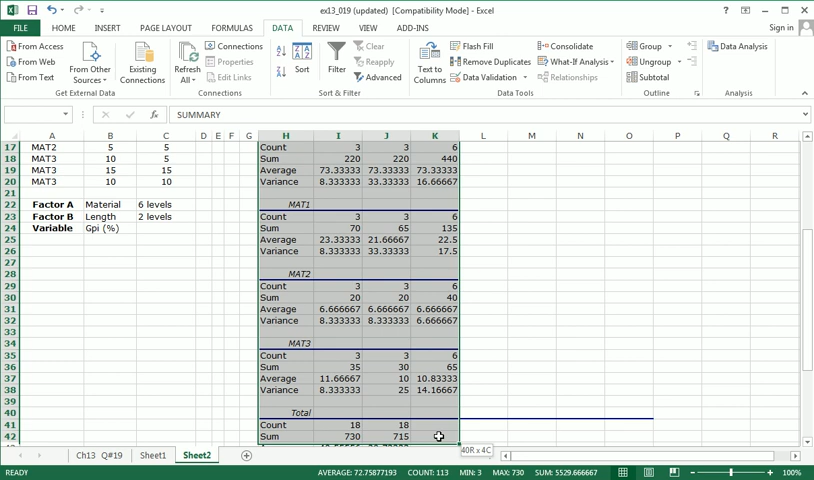 ex13_019 (updated) [Compatibility Mode] - Excel
FILE HOME INSERT PAGE LAYOUT FORMULAS DATA REVIEW VIEW ADD-INS Sign in
From Access
From Web
From Text
From Other Sources
Get External Data
Existing Connections
Refresh All
Connections
Properties
Edit Links
Connections
Sort
Filter
Clear
Reapply
Advanced
Sort & Filter
Text to Columns
Flash Fill
Remove Duplicates
Data Validation
Consolidate
What-If Analysis
Relationships
Data Tools
Group
Ungroup
Subtotal
Outline
Data Analysis
Analysis
fx SUMMARY
A B C D E F G H I J K L M N O P Q R
17 MAT2 5 5 Count 3 3 6
18 MAT3 10 5 Sum 220 220 440
19 MAT3 15 15 Average 73.33333 73.33333 73.33333
20 MAT3 10 10 Variance 8.333333 33.33333 16.66667
21
22 Factor A Material 6 levels MAT1
23 Factor B Length 2 levels Count 3 3 6
24 Variable Gpi (%) Sum 70 65 135
25 Average 23.33333 21.66667 22.5
26 Variance 8.333333 33.33333 17.5
27
28 MAT2
29 Count 3 3 6
30 Sum 20 20 40
31 Average 6.666667 6.666667 6.666667
32 Variance 8.333333 8.333333 6.666667
33
34 MAT3
35 Count 3 3 6
36 Sum 35 30 65
37 Average 11.66667 10 10.83333
38 Variance 8.333333 25 14.16667
39
40 Total
41 Count 18 18
42 Sum 730 715
40R x 4C
Ch13 Q#19 Sheet1 Sheet2
READY AVERAGE: 72.75877193 COUNT: 113 MIN: 3 MAX: 730 SUM: 5529.666667 100%